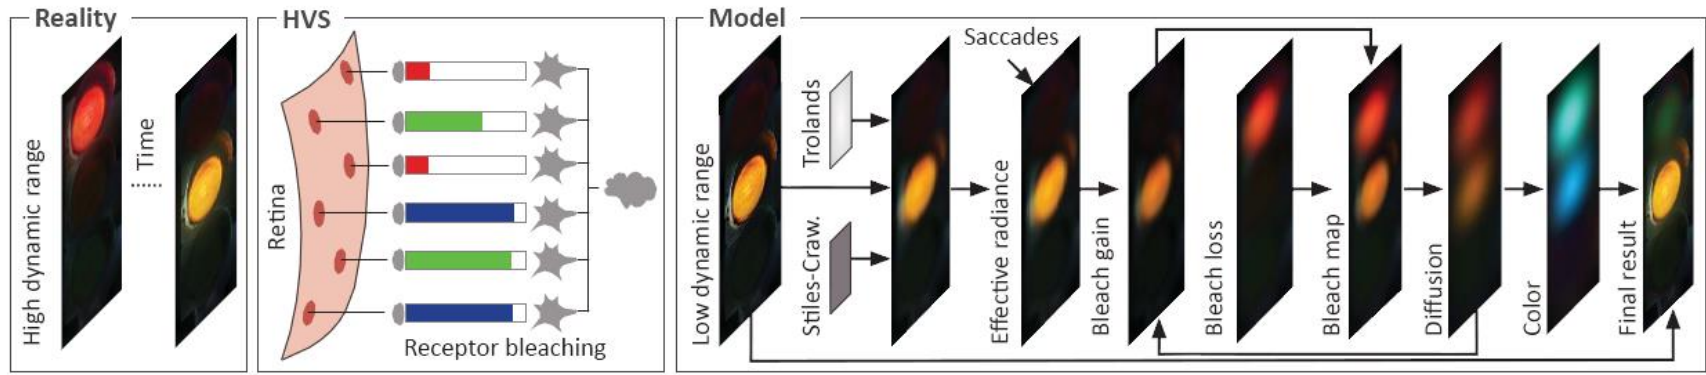 Reality
High dynamic range
Time
HVS
Retina
Receptor bleaching
Model
Low dynamic range
Trolands
Stiles-Craw.
Saccades
Effective radiance
Bleach gain
Bleach loss
Bleach map
Diffusion
Color
Final result